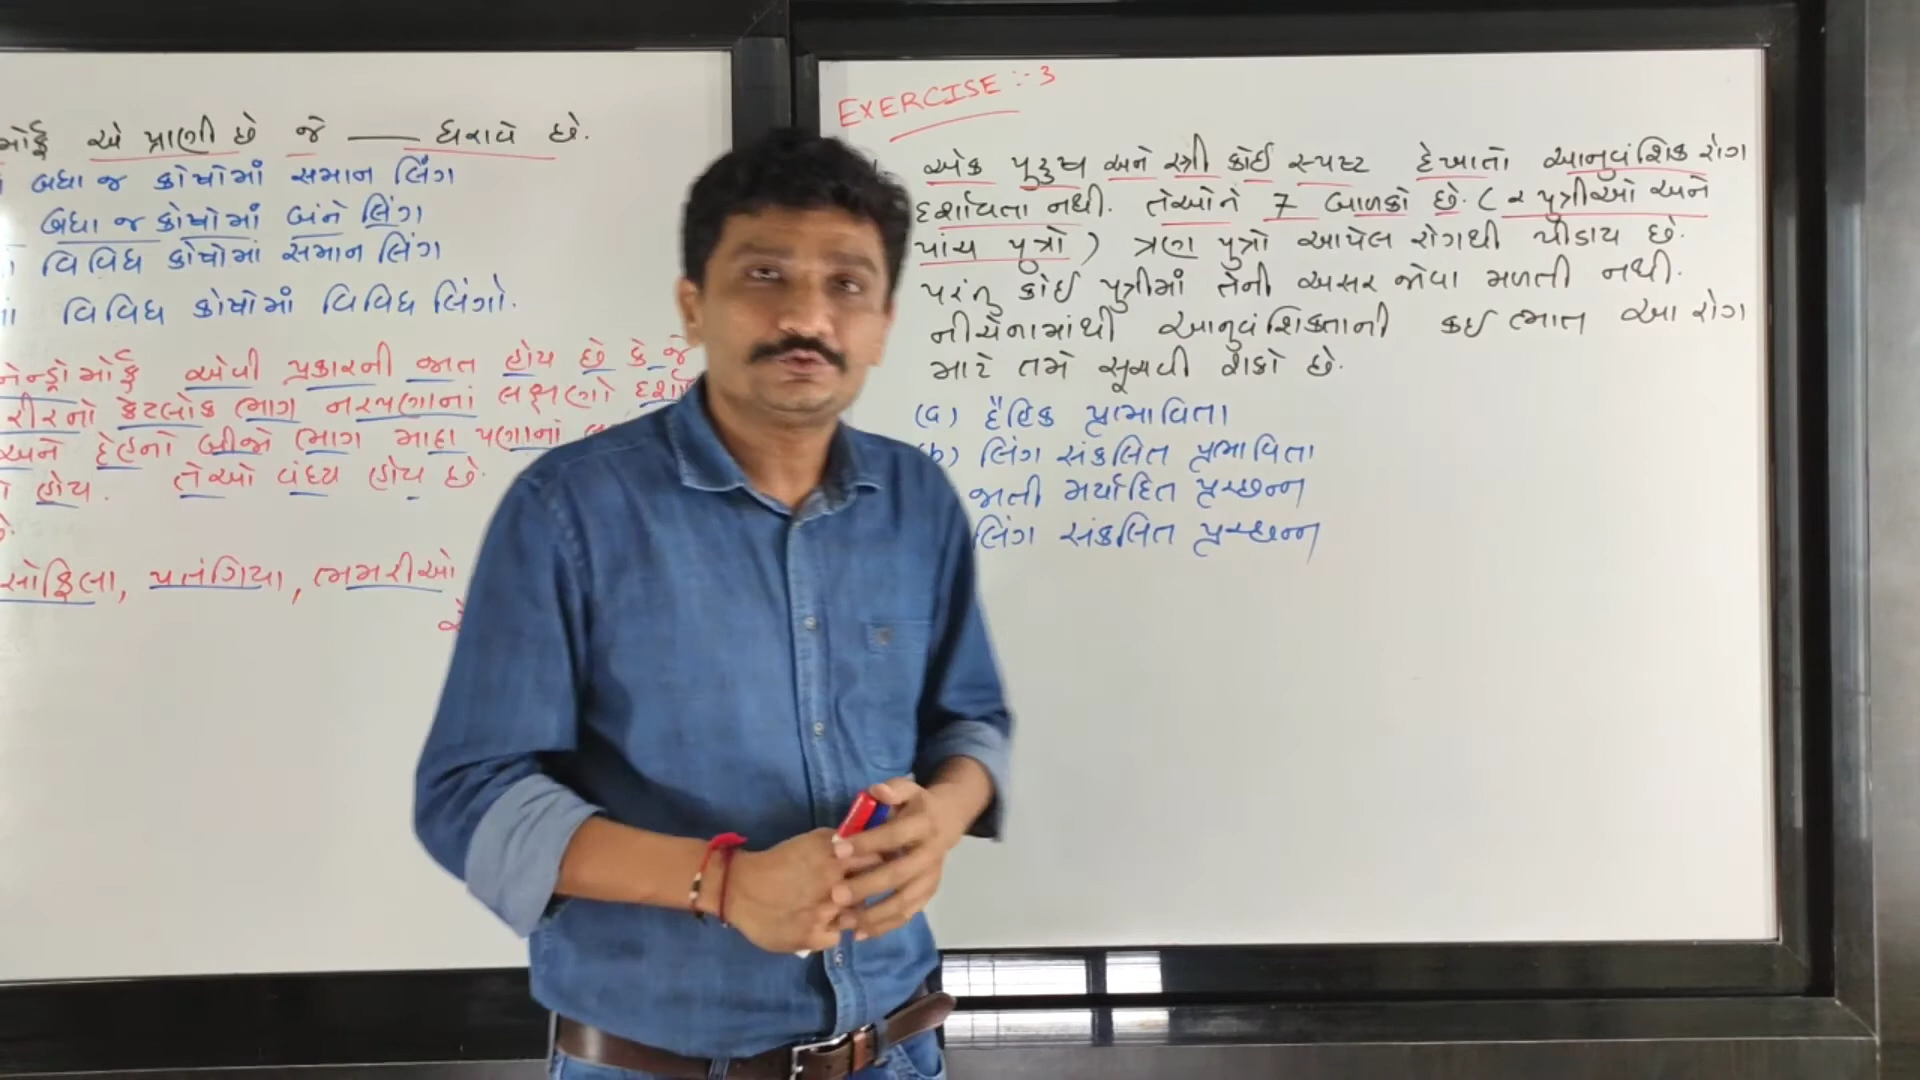 એ પ્રાણી છે જે ——— ધરાવે છે.
બધા જ કોષોમાં સમાન લિંગ
બધા જ કોષોમાં બંને લિંગ
વિવિધ કોષોમાં સમાન લિંગ
વિવિધ કોષોમાં વિવિધ લિંગો.
એવી પ્રકારની જાત હોય છે કે જે
કેટલોક ભાગ નરપણાનાં લક્ષણો
અને દેહનો બીજો ભાગ માદા પણાનાં
હોય. તેઓ વંધ્ય હોય છે.
પતંગિયા, ભમરીઓ
EXERCISE :- 3
એક પુરુષ અને સ્ત્રી કોઈ સ્પષ્ટ દેખાતો આનુવંશિક રોગ
દર્શાવતા નથી. તેઓને 7 બાળકો છે. (૨ પુત્રીઓ અને
પાંચ પુત્રો) ત્રણ પુત્રો આપેલ રોગથી પીડાય છે.
પરંતુ કોઈ પુત્રીમાં તેની અસર જોવા મળતી નથી.
નીચેનામાંથી આનુવંશિકતાની કઈ ભાત આ રોગ
માટે તમે સૂચવી શકો છે.
(a) દૈહિક પ્રભાવિતા
(b) લિંગ સંકલિત પ્રભાવિતા
જાતી મર્યાદિત પ્રચ્છન્ન
લિંગ સંકલિત પ્રચ્છન્ન